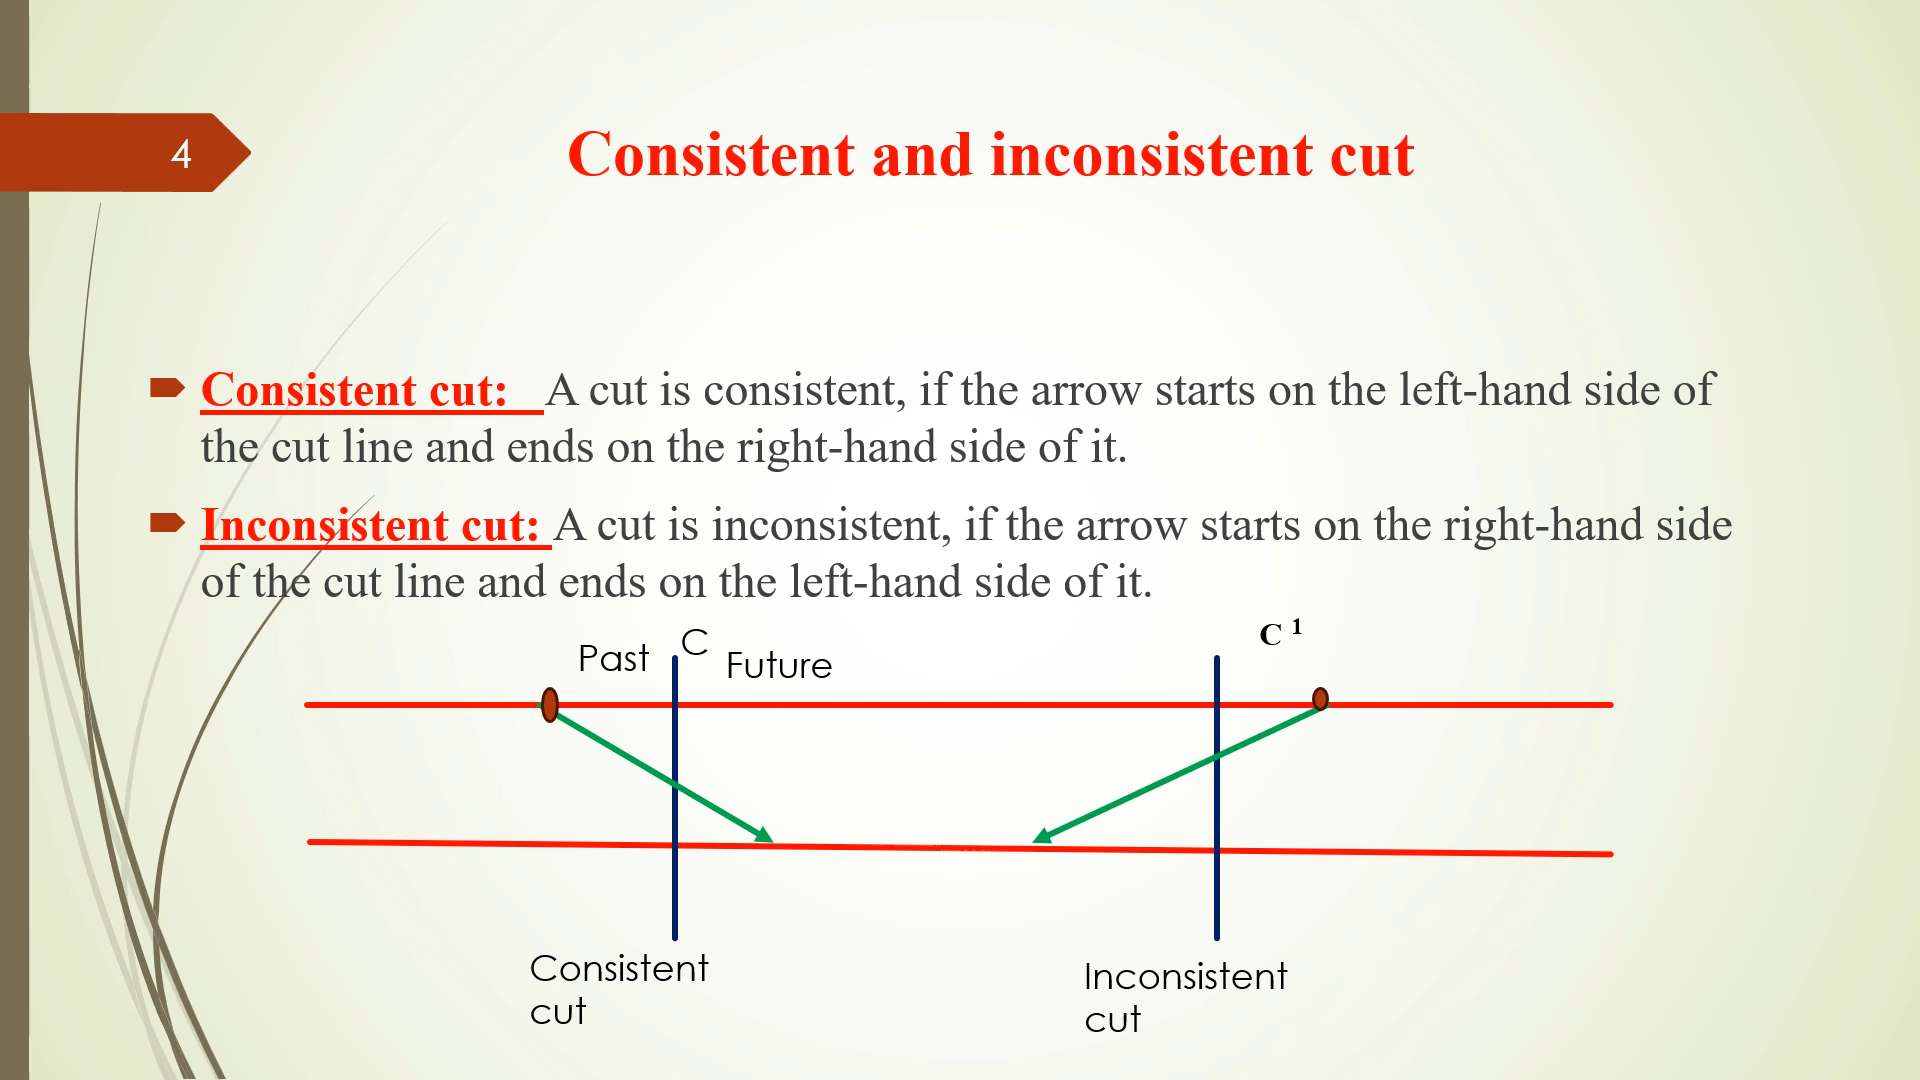 4
Consistent and inconsistent cut
Consistent cut: A cut is consistent, if the arrow starts on the left-hand side of
the cut line and ends on the right-hand side of it.
Inconsistent cut: A cut is inconsistent, if the arrow starts on the right-hand side
of the cut line and ends on the left-hand side of it.
Past
C
Future
C ¹
Consistent
cut
Inconsistent
cut